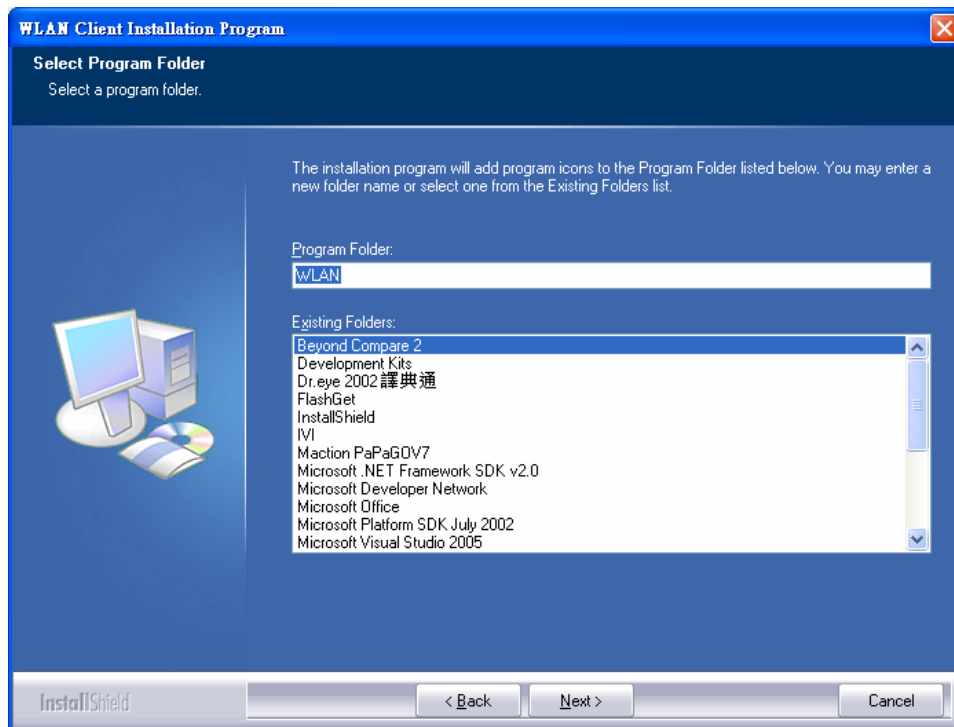 WLAN Client Installation Program
Select Program Folder
Select a program folder.
The installation program will add program icons to the Program Folder listed below. You may enter a
new folder name or select one from the Existing Folders list.
Program Folder:
WLAN
Existing Folders:
Beyond Compare 2
Development Kits
Dr.eye 2002 譯典通
FlashGet
InstallShield
IVI
Maction PaPaGOV7
Microsoft .NET Framework SDK v2.0
Microsoft Developer Network
Microsoft Office
Microsoft Platform SDK July 2002
Microsoft Visual Studio 2005
InstallShield
< Back
Next >
Cancel